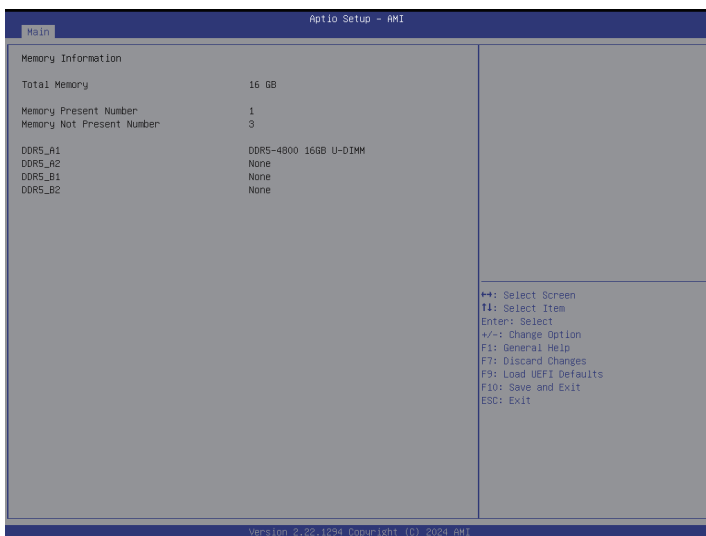 Aptio Setup - AMI
Main
Memory Information
Total Memory 16 GB
Memory Present Number 1
Memory Not Present Number 3
DDR5_A1 DDR5-4800 16GB U-DIMM
DDR5_A2 None
DDR5_B1 None
DDR5_B2 None
→←: Select Screen
↑↓: Select Item
Enter: Select
+/-: Change Option
F1: General Help
F7: Discard Changes
F9: Load UEFI Defaults
F10: Save and Exit
ESC: Exit
Version 2.22.1294 Copyright (C) 2024 AMI